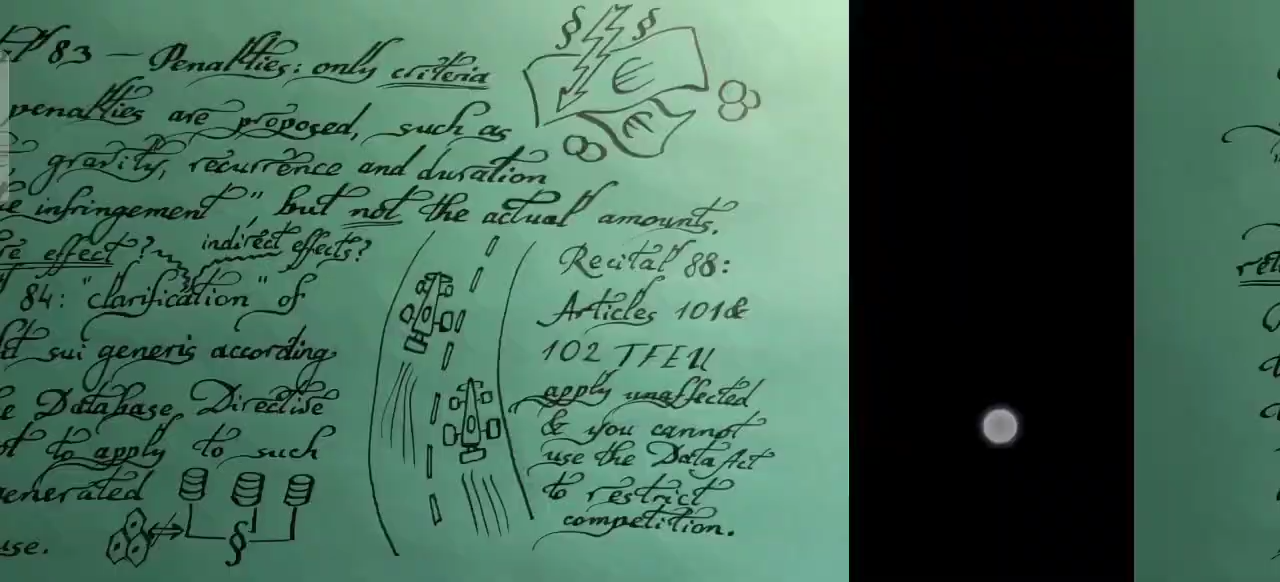 83 — Penalties: only criteria
penalties are proposed, such as
gravity, recurrence and duration
infringement", but not the actual amounts.
effect? indirect effects?
84: "clarification" of
sui generis according
Database Directive
to apply to such
generated
use.
§ §
€
€
§
Recital 88:
Articles 101 &
102 TFEU
apply unaffected
& you cannot
use the Data Act
to restrict
competition.